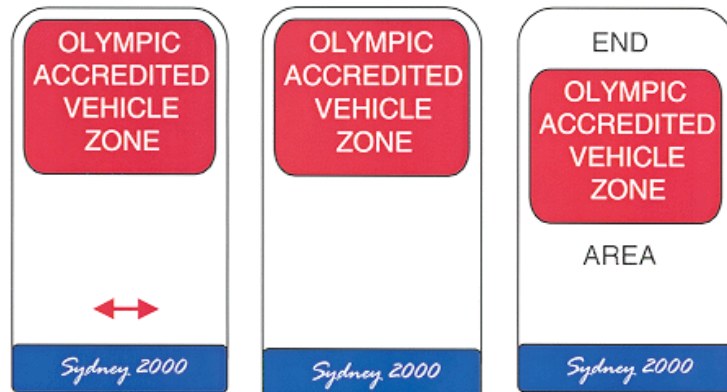 OLYMPIC
ACCREDITED
VEHICLE
ZONE
Sydney 2000
OLYMPIC
ACCREDITED
VEHICLE
ZONE
Sydney 2000
END
OLYMPIC
ACCREDITED
VEHICLE
ZONE
AREA
Sydney 2000